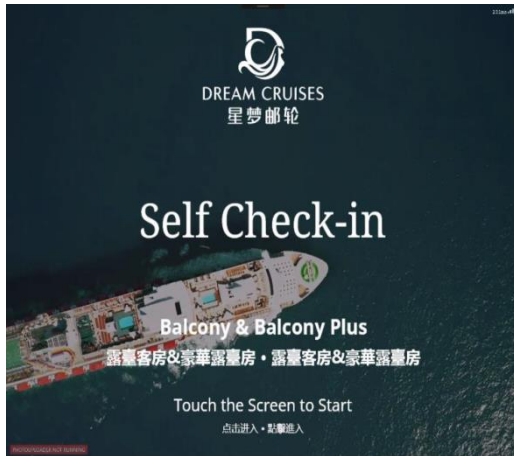 DREAM CRUISES
星梦邮轮
Self Check-in
Balcony & Balcony Plus
露臺客房&豪華露臺房 • 露臺客房&豪華露臺房
Touch the Screen to Start
点击进入 • 點擊進入